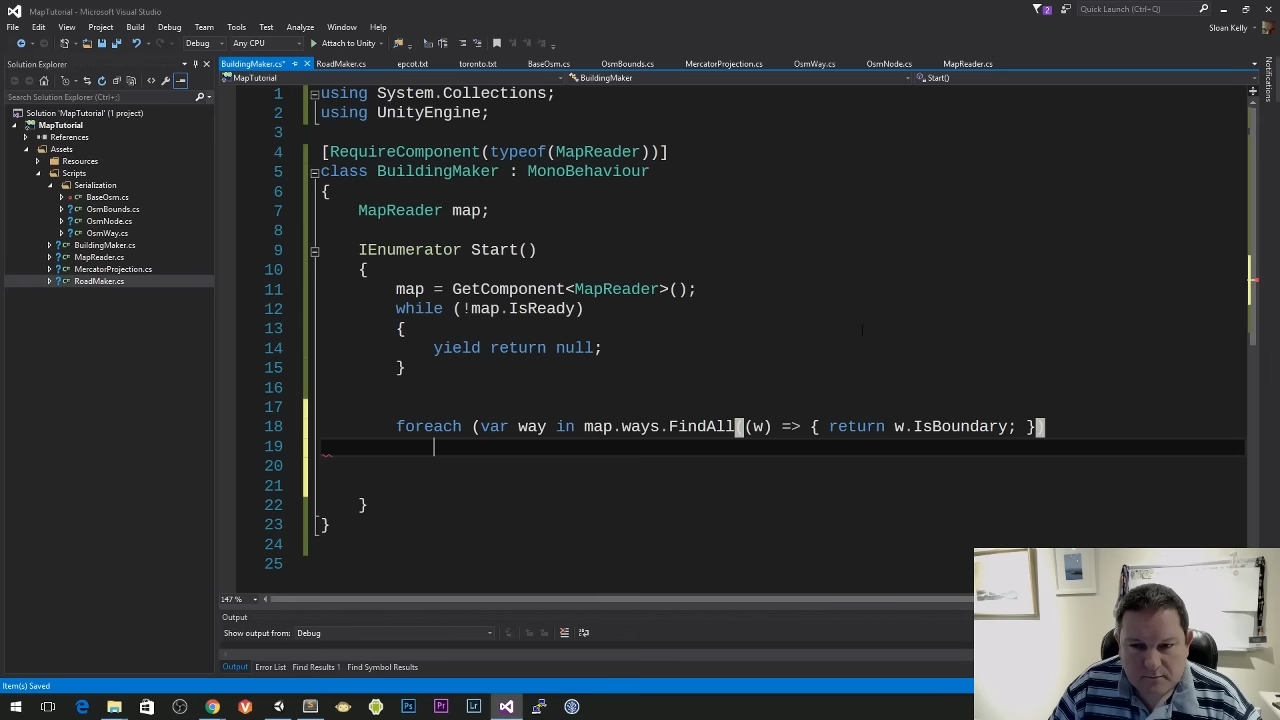 MapTutorial - Microsoft Visual Studio
2
Quick Launch (Ctrl+Q)
File Edit View Project Build Debug Team Tools Test Analyze Window Help
Sloan Kelly
Debug Any CPU Attach to Unity
Solution Explorer
BuildingMaker.cs* RoadMaker.cs epcot.txt toronto.txt BaseOsm.cs OsmBounds.cs MercatorProjection.cs OsmWay.cs OsmNode.cs MapReader.cs
MapTutorial BuildingMaker Start()
Search Solution Explorer (Ctrl+;)
Solution 'MapTutorial' (1 project)
MapTutorial
References
Assets
Resources
Scripts
Serialization
BaseOsm.cs
OsmBounds.cs
OsmNode.cs
OsmWay.cs
BuildingMaker.cs
MapReader.cs
MercatorProjection.cs
RoadMaker.cs
Notifications
1 using System.Collections;
2 using UnityEngine;
3
4 [RequireComponent(typeof(MapReader))]
5 class BuildingMaker : MonoBehaviour
6 {
7 MapReader map;
8
9 IEnumerator Start()
10 {
11 map = GetComponent<MapReader>();
12 while (!map.IsReady)
13 {
14 yield return null;
15 }
16
17
18 foreach (var way in map.ways.FindAll((w) => { return w.IsBoundary; })
19
20
21
22 }
23 }
24
25
147 %
Output
Show output from: Debug
Output Error List Find Results 1 Find Symbol Results
Item(s) Saved